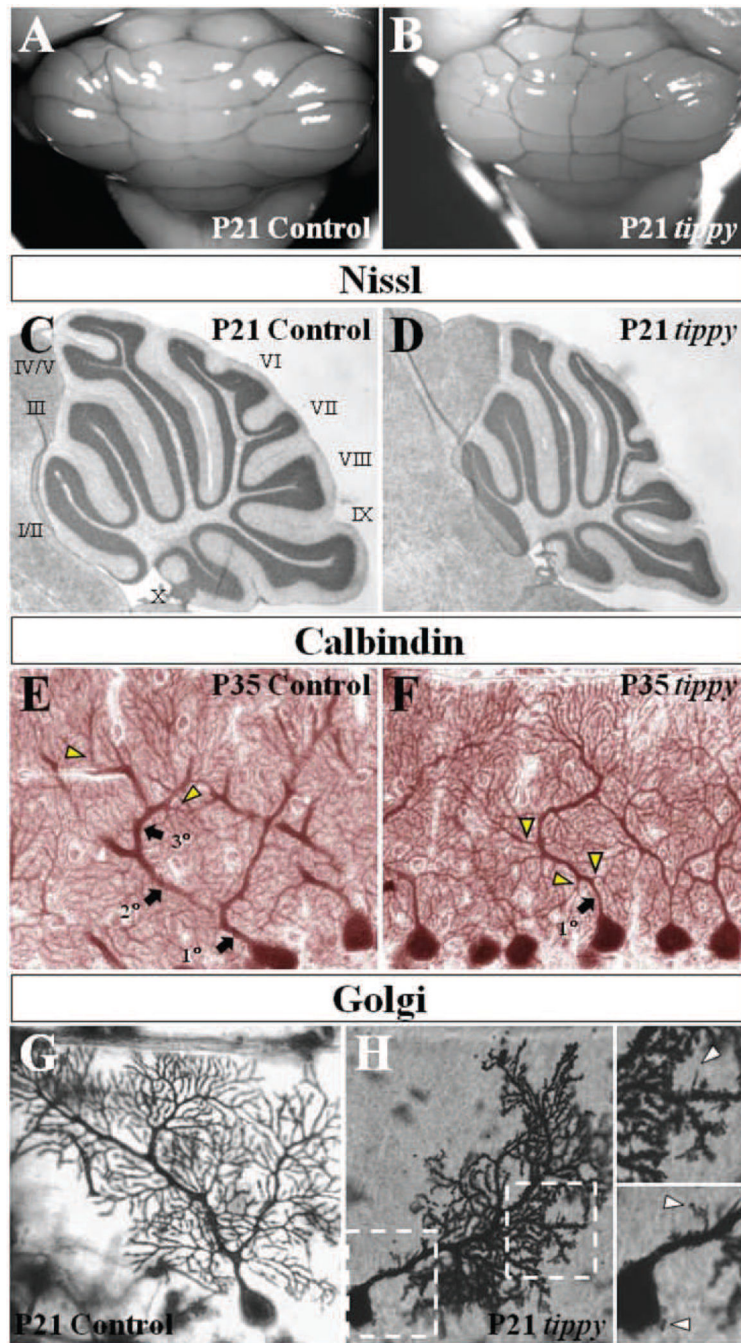 A
B
P21 Control
P21 tippy
Nissl
C
P21 Control
D
P21 tippy
IV/V
VI
III
VII
VIII
I/II
IX
X
Calbindin
E
P35 Control
F
P35 tippy
3°
2°
1°
1°
Golgi
G
H
P21 Control
P21 tippy